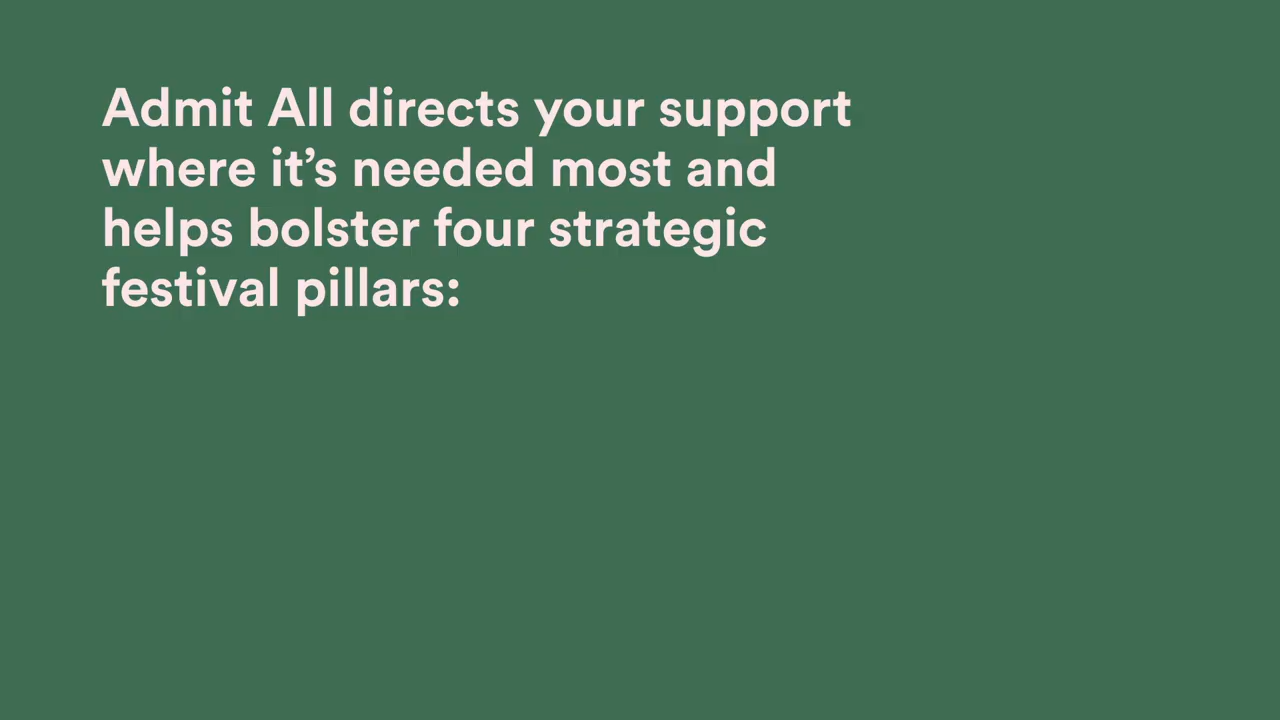 Admit All directs your support
where it’s needed most and
helps bolster four strategic
festival pillars: